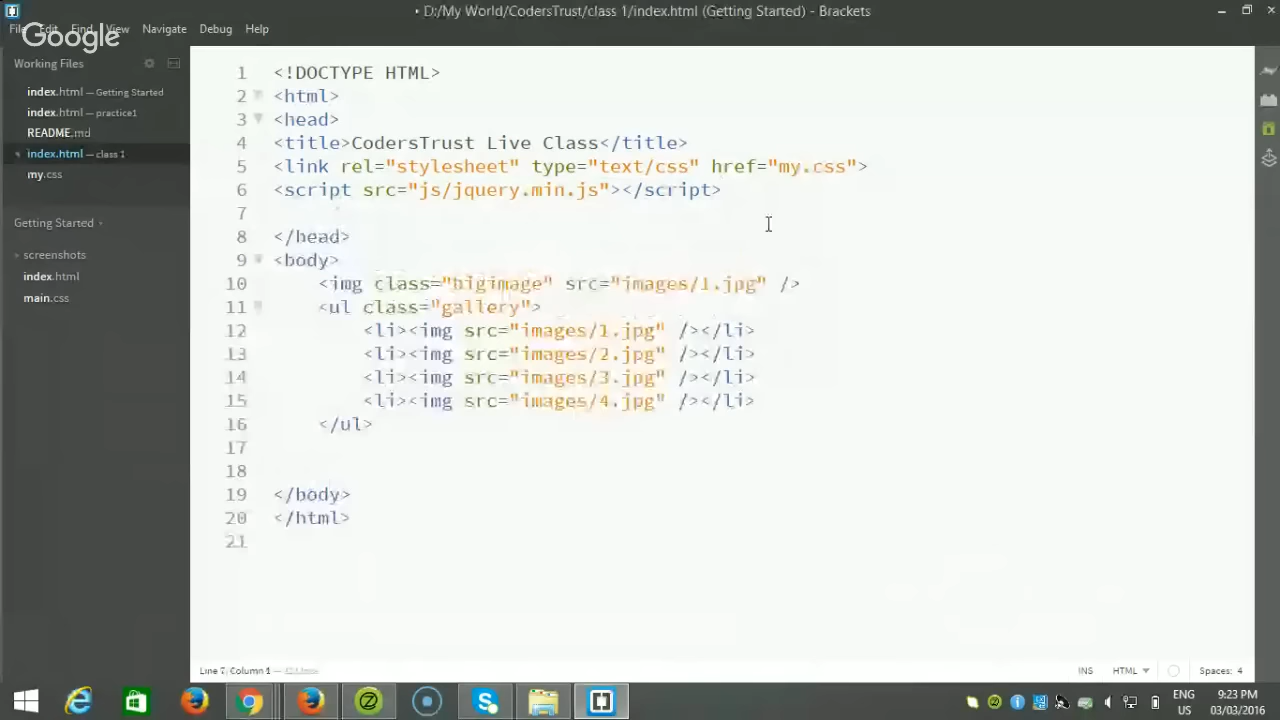 D:/My World/CodersTrust/class 1/index.html (Getting Started) - Brackets
File Edit Find View Navigate Debug Help
Google
Working Files
index.html — Getting Started
index.html — practice1
README.md
index.html — class 1
my.css
Getting Started
screenshots
index.html
main.css
1 <!DOCTYPE HTML>
2 <html>
3 <head>
4 <title>CodersTrust Live Class</title>
5 <link rel="stylesheet" type="text/css" href="my.css">
6 <script src="js/jquery.min.js"></script>
7
8 </head>
9 <body>
10 <img class="bigimage" src="images/1.jpg" />
11 <ul class="gallery">
12 <li><img src="images/1.jpg" /></li>
13 <li><img src="images/2.jpg" /></li>
14 <li><img src="images/3.jpg" /></li>
15 <li><img src="images/4.jpg" /></li>
16 </ul>
17
18
19 </body>
20 </html>
21
Line 7, Column 1 —
INS HTML Spaces: 4
ENG 9:23 PM
US 03/03/2016